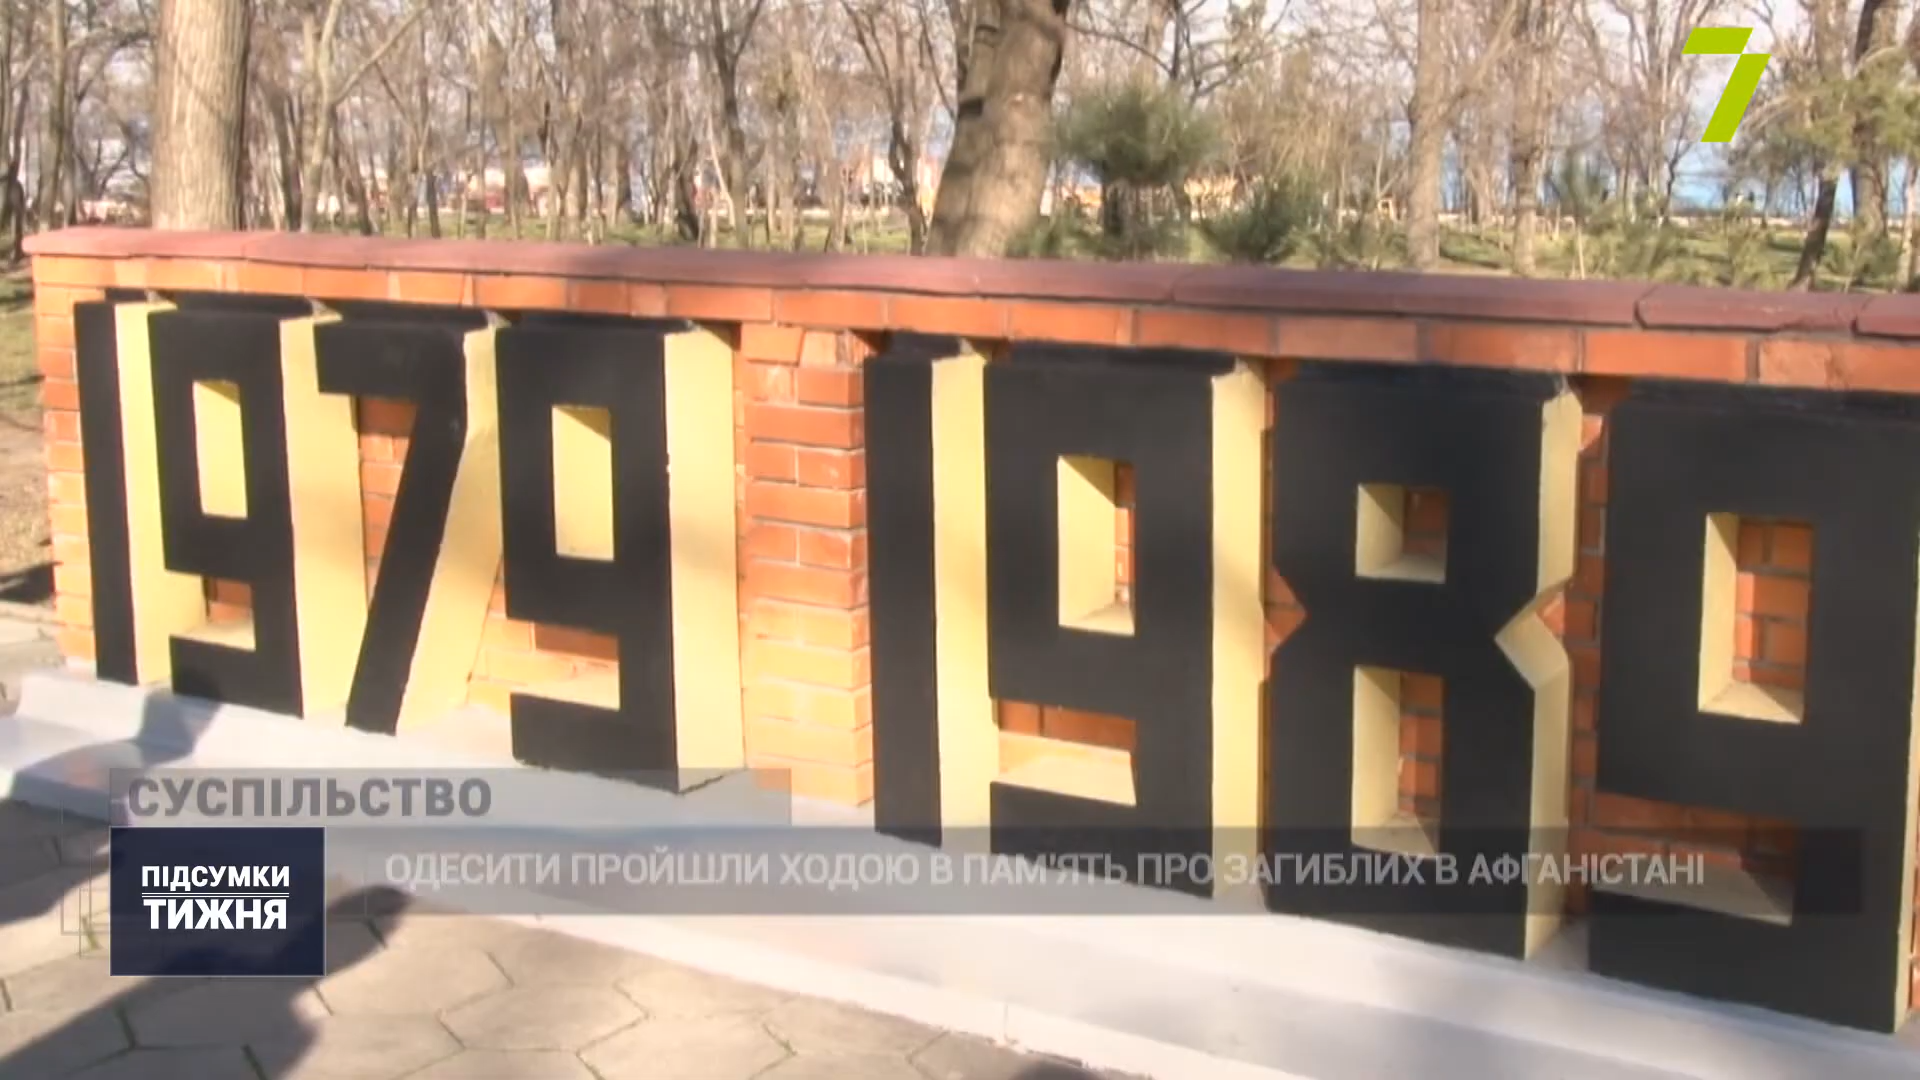 7
1979 1989
СУСПІЛЬСТВО
ПІДСУМКИ
ТИЖНЯ
ОДЕСИТИ ПРОЙШЛИ ХОДОЮ В ПАМ'ЯТЬ ПРО ЗАГИБЛИХ В АФГАНІСТАНІ